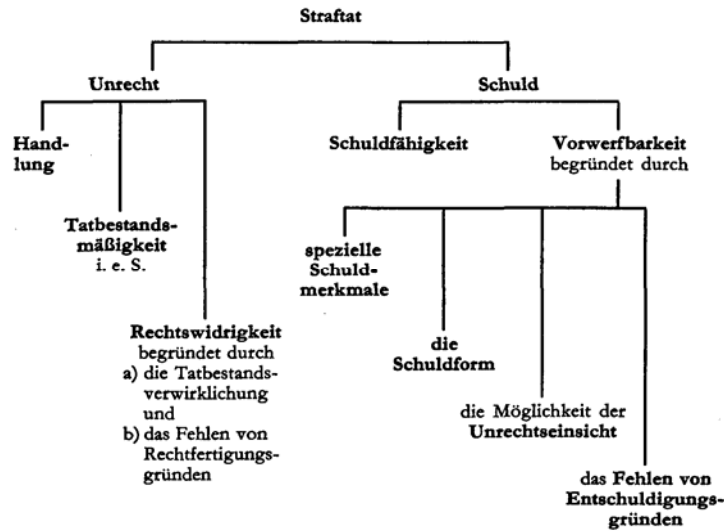 Straftat
Unrecht
Schuld
Hand-
lung
Tatbestands-
mäßigkeit
i. e. S.
Rechtswidrigkeit
begründet durch
a) die Tatbestands-
verwirklichung
und
b) das Fehlen von
Rechtfertigungs-
gründen
Schuldfähigkeit
Vorwerfbarkeit
begründet durch
spezielle
Schuld-
merkmale
die
Schuldform
die Möglichkeit der
Unrechtseinsicht
das Fehlen von
Entschuldigungs-
gründen